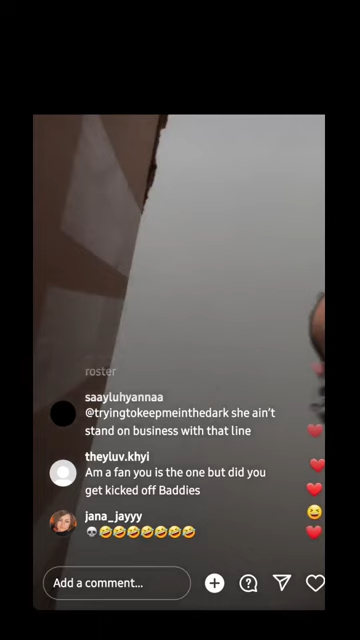 roster
saayluhyannaa
@tryingtokeepmeinthedark she ain't
stand on business with that line
theyluv.khyi
Am a fan you is the one but did you
get kicked off Baddies
jana_jayyy
💀🤣🤣🤣🤣🤣🤣🤣
Add a comment...